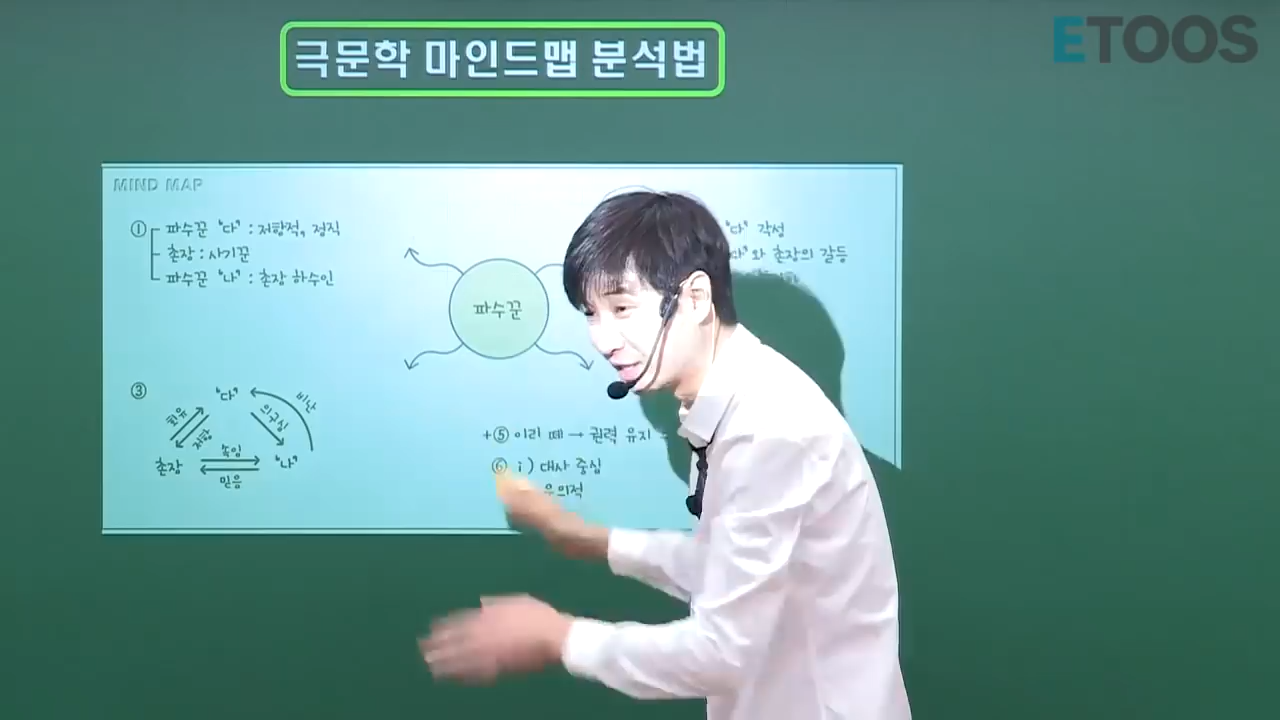 ETOOS
극문학 마인드맵 분석법
MIND MAP
① 파수꾼 "다" : 저항적, 정직
촌장 : 사기꾼
파수꾼 "나" : 촌장 하수인
파수꾼
"다" 각성
"다"와 촌장의 갈등
③
"다"
비난
회유
저항
의구심
촌장
속임
믿음
"나"
+⑤ 이리 떼 → 권력 유지
⑥ i) 대사 중심
우의적